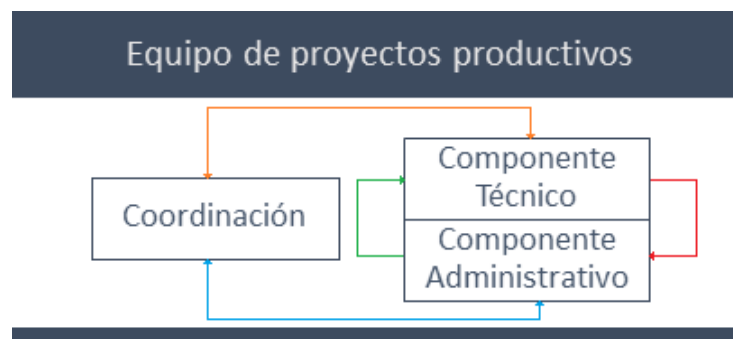 Equipo de proyectos productivos
Componente
Técnico
Coordinación
Componente
Administrativo